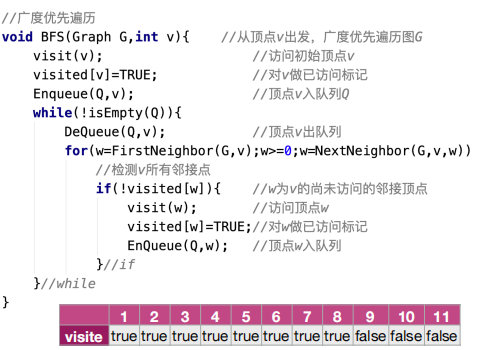 //广度优先遍历
void BFS(Graph G,int v){ //从顶点v出发，广度优先遍历图G
visit(v); //访问初始顶点v
visited[v]=TRUE; //对v做已访问标记
Enqueue(Q,v); //顶点v入队列Q
while(!isEmpty(Q)){
DeQueue(Q,v); //顶点v出队列
for(w=FirstNeighbor(G,v);w>=0;w=NextNeighbor(G,v,w))
//检测v所有邻接点
if(!visited[w]){ //w为v的尚未访问的邻接顶点
visit(w); //访问顶点w
visited[w]=TRUE;//对w做已访问标记
EnQueue(Q,w); //顶点w入队列
}//if
}//while
}
1 2 3 4 5 6 7 8 9 10 11
visite true true true true true true true true false false false